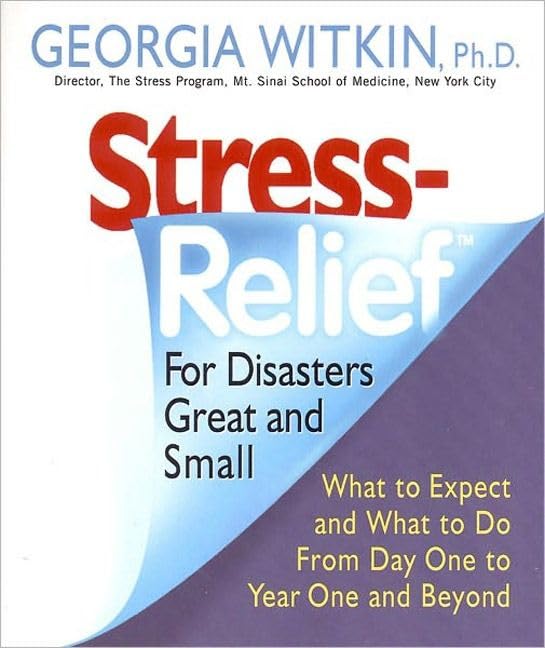 GEORGIA WITKIN, Ph.D.
Director, The Stress Program, Mt. Sinai School of Medicine, New York City
Stress-
Relief™
For Disasters
Great and
Small
What to Expect
and What to Do
From Day One to
Year One and Beyond